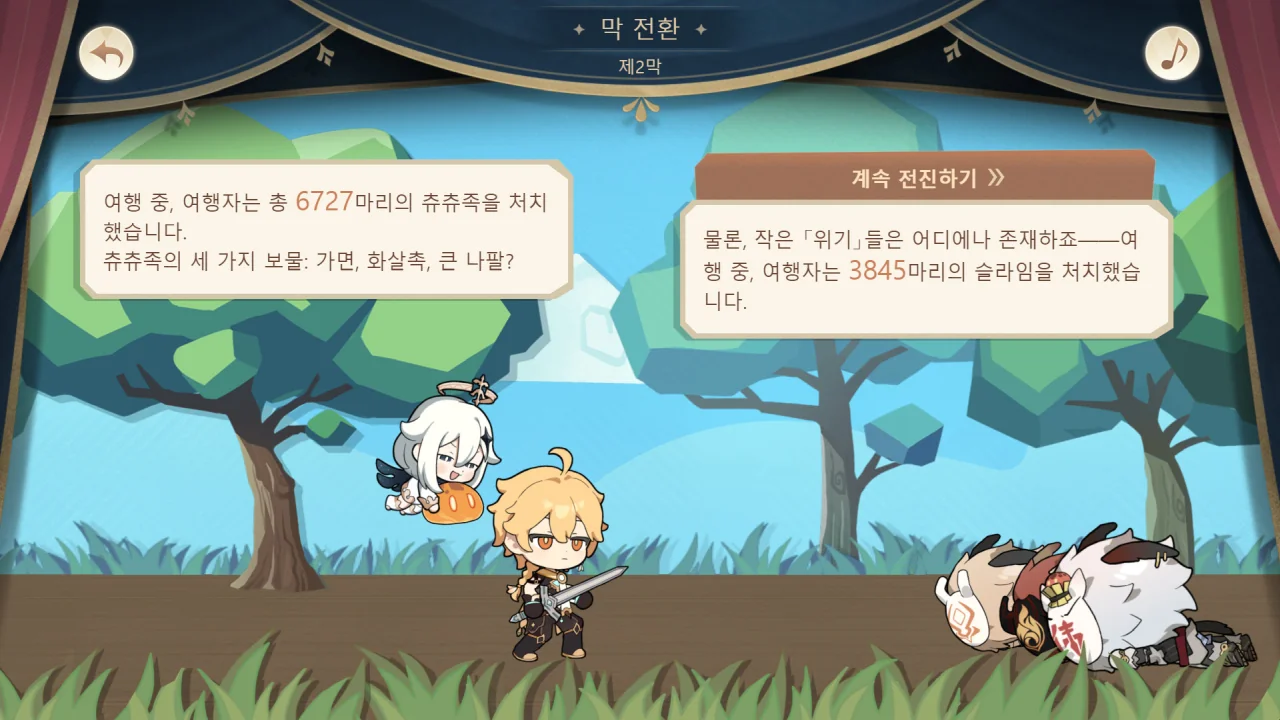 막 전환
제2막
여행 중, 여행자는 총 6727마리의 츄츄족을 처치
했습니다.
츄츄족의 세 가지 보물: 가면, 화살촉, 큰 나팔?
계속 전진하기 »
물론, 작은 「위기」들은 어디에나 존재하죠——여
행 중, 여행자는 3845마리의 슬라임을 처치했습
니다.